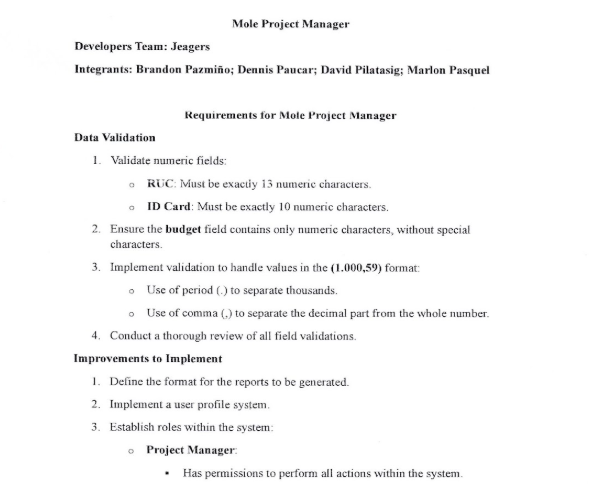 Mole Project Manager
Developers Team: Jeagers
Integrants: Brandon Pazmiño; Dennis Paucar; David Pilatasig; Marlon Pasquel
Requirements for Mole Project Manager
Data Validation
1. Validate numeric fields:
o RUC: Must be exactly 13 numeric characters.
o ID Card: Must be exactly 10 numeric characters.
2. Ensure the budget field contains only numeric characters, without special
characters.
3. Implement validation to handle values in the (1.000,59) format:
o Use of period (.) to separate thousands.
o Use of comma (,) to separate the decimal part from the whole number.
4. Conduct a thorough review of all field validations.
Improvements to Implement
1. Define the format for the reports to be generated.
2. Implement a user profile system.
3. Establish roles within the system:
o Project Manager:
▪ Has permissions to perform all actions within the system.